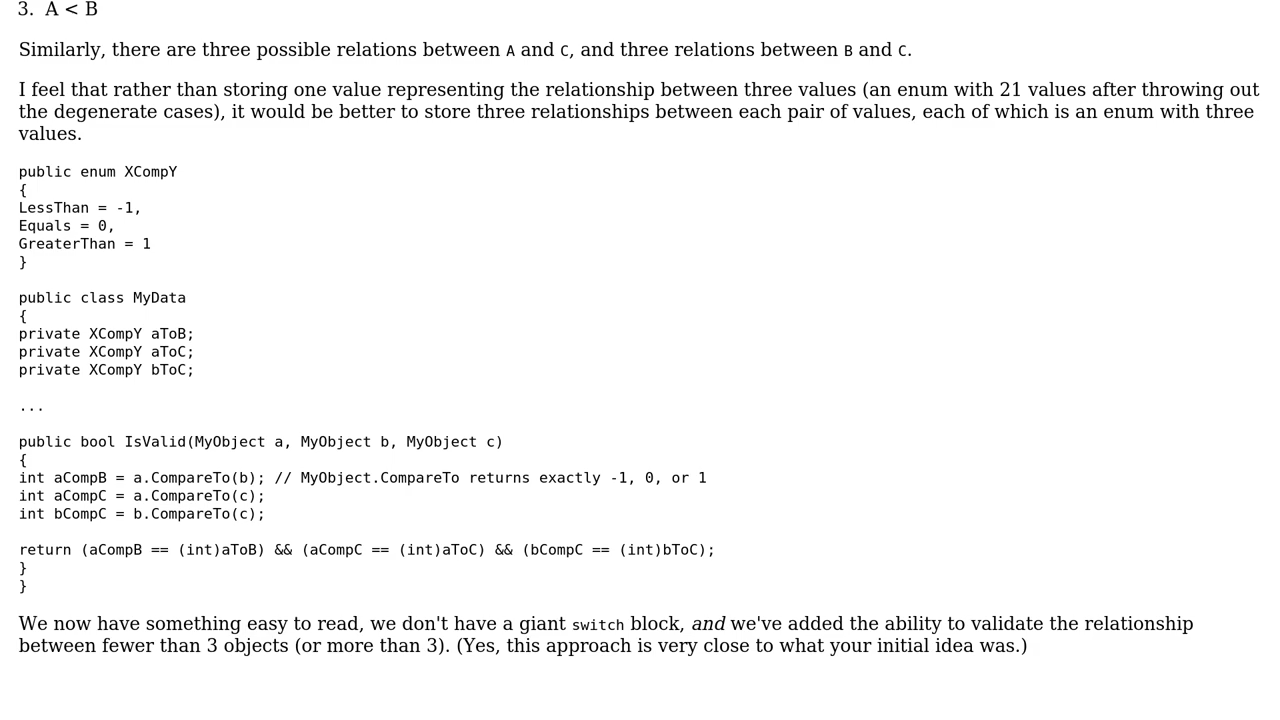 3. A < B
Similarly, there are three possible relations between A and C, and three relations between B and C.
I feel that rather than storing one value representing the relationship between three values (an enum with 21 values after throwing out
the degenerate cases), it would be better to store three relationships between each pair of values, each of which is an enum with three
values.
public enum XCompY
{
LessThan = -1,
Equals = 0,
GreaterThan = 1
}
public class MyData
{
private XCompY aToB;
private XCompY aToC;
private XCompY bToC;
...
public bool IsValid(MyObject a, MyObject b, MyObject c)
{
int aCompB = a.CompareTo(b); // MyObject.CompareTo returns exactly -1, 0, or 1
int aCompC = a.CompareTo(c);
int bCompC = b.CompareTo(c);
return (aCompB == (int)aToB) && (aCompC == (int)aToC) && (bCompC == (int)bToC);
}
}
We now have something easy to read, we don't have a giant switch block, and we've added the ability to validate the relationship
between fewer than 3 objects (or more than 3). (Yes, this approach is very close to what your initial idea was.)